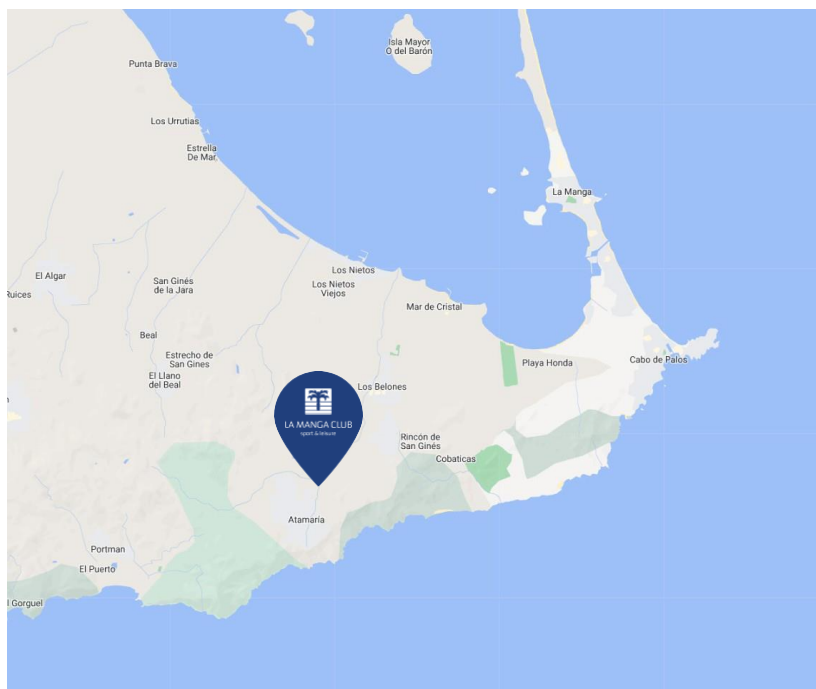 Isla Mayor
O del Barón
Punta Brava
Los Urrutias
Estrella
De Mar
La Manga
Los Nietos
El Algar
San Ginés
de la Jara
Los Nietos
Viejos
Ruices
Mar de Cristal
Beal
Estrecho de
San Gines
Playa Honda
Cabo de Palos
El Llano
del Beal
Los Belones
LA MANGA CLUB
sport & leisure
Rincón de
San Ginés
Cobaticas
Atamaría
Portman
El Puerto
l Gorguel